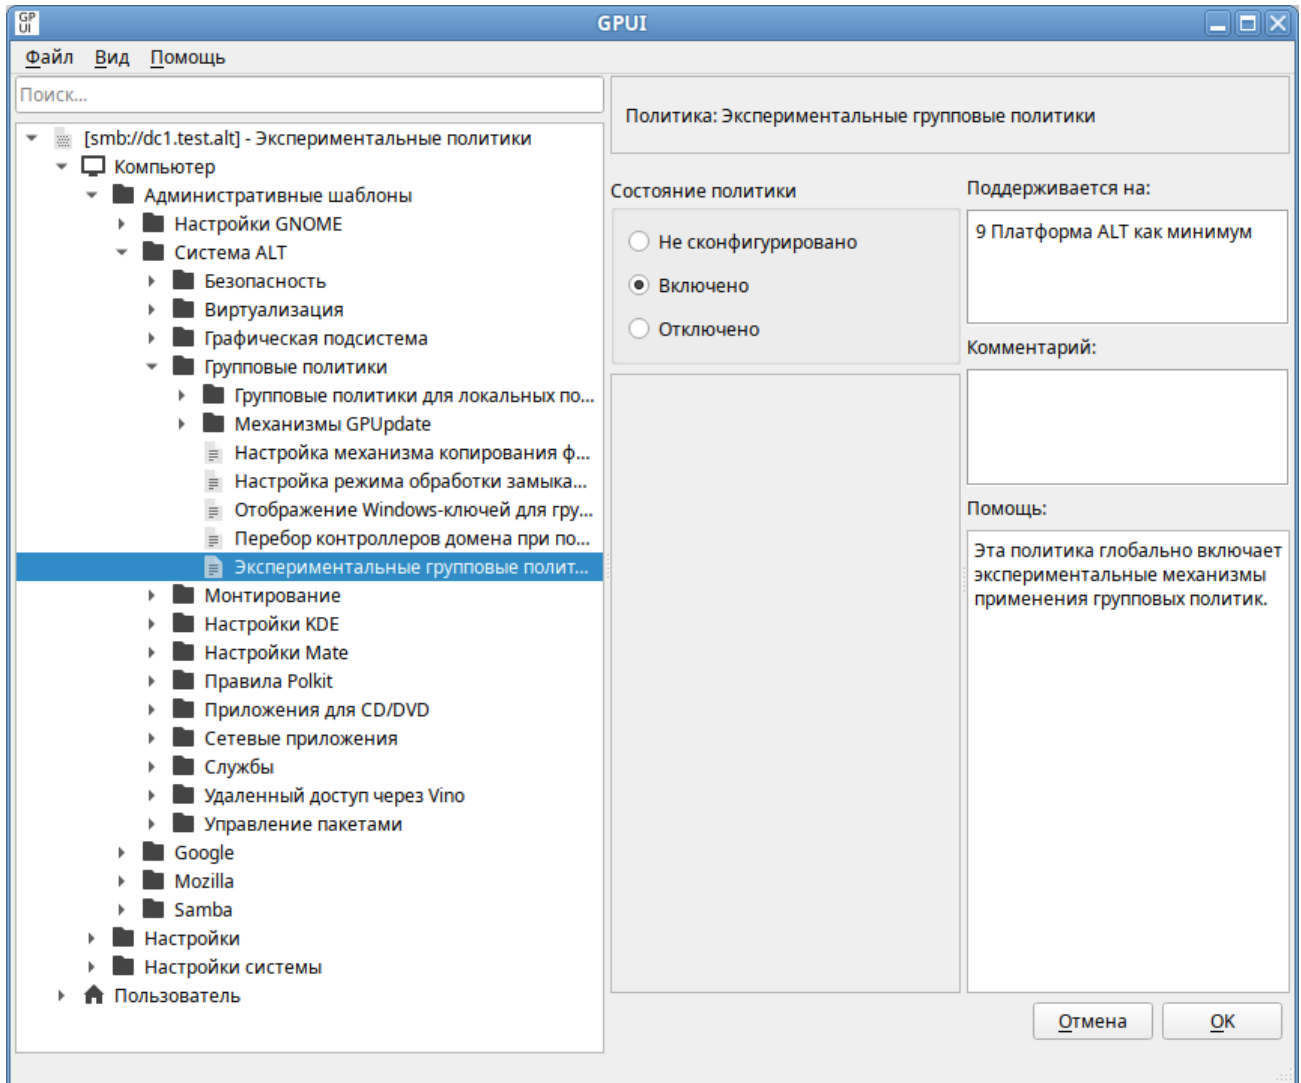 GPUI
GPUI
Файл Вид Помощь
Поиск...
[smb://dc1.test.alt] - Экспериментальные политики
Компьютер
Административные шаблоны
Настройки GNOME
Система ALT
Безопасность
Виртуализация
Графическая подсистема
Групповые политики
Групповые политики для локальных по...
Механизмы GPUpdate
Настройка механизма копирования ф...
Настройка режима обработки замыка...
Отображение Windows-ключей для гру...
Перебор контроллеров домена при по...
Экспериментальные групповые полит...
Монтирование
Настройки KDE
Настройки Mate
Правила Polkit
Приложения для CD/DVD
Сетевые приложения
Службы
Удаленный доступ через Vino
Управление пакетами
Google
Mozilla
Samba
Настройки
Настройки системы
Пользователь
Политика: Экспериментальные групповые политики
Состояние политики
Не сконфигурировано
Включено
Отключено
Поддерживается на:
9 Платформа ALT как минимум
Комментарий:
Помощь:
Эта политика глобально включает
экспериментальные механизмы
применения групповых политик.
Отмена
OK